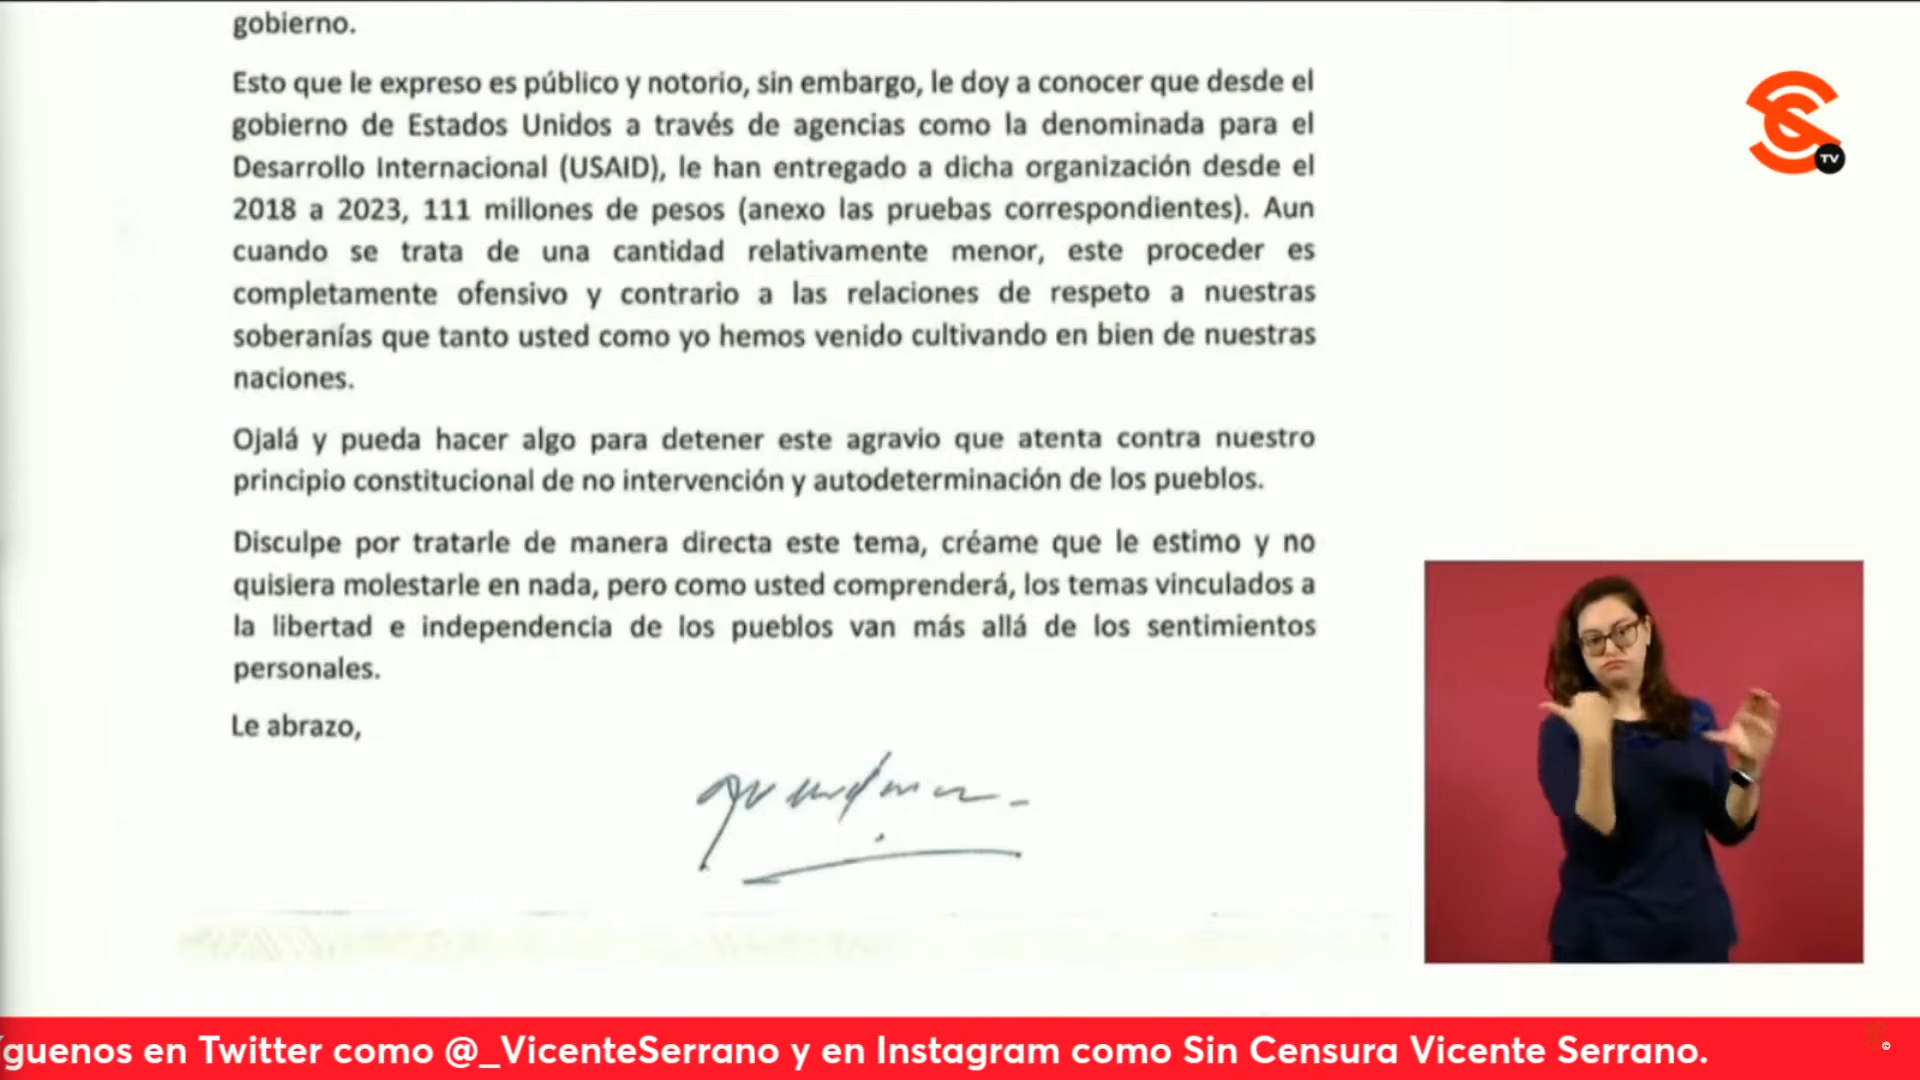 gobierno.
Esto que le expreso es público y notorio, sin embargo, le doy a conocer que desde el
gobierno de Estados Unidos a través de agencias como la denominada para el
Desarrollo Internacional (USAID), le han entregado a dicha organización desde el
2018 a 2023, 111 millones de pesos (anexo las pruebas correspondientes). Aun
cuando se trata de una cantidad relativamente menor, este proceder es
completamente ofensivo y contrario a las relaciones de respeto a nuestras
soberanías que tanto usted como yo hemos venido cultivando en bien de nuestras
naciones.
Ojalá y pueda hacer algo para detener este agravio que atenta contra nuestro
principio constitucional de no intervención y autodeterminación de los pueblos.
Disculpe por tratarle de manera directa este tema, créame que le estimo y no
quisiera molestarle en nada, pero como usted comprenderá, los temas vinculados a
la libertad e independencia de los pueblos van más allá de los sentimientos
personales.
Le abrazo,
TV
íguenos en Twitter como @_VicenteSerrano y en Instagram como Sin Censura Vicente Serrano.